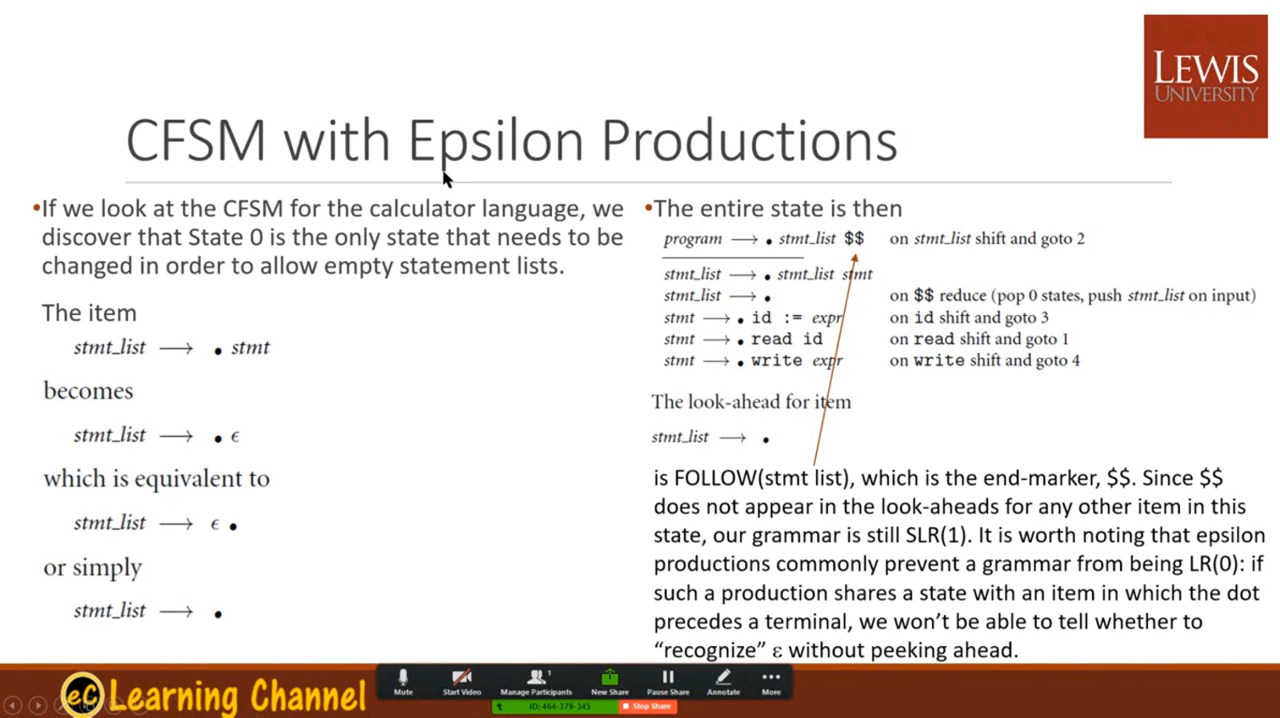 LEWIS
UNIVERSITY
CFSM with Epsilon Productions
•If we look at the CFSM for the calculator language, we
discover that State 0 is the only state that needs to be
changed in order to allow empty statement lists.
The item
stmt_list ⟶ • stmt
becomes
stmt_list ⟶ • ϵ
which is equivalent to
stmt_list ⟶ ϵ •
or simply
stmt_list ⟶ •
•The entire state is then
program ⟶ • stmt_list $$ on stmt_list shift and goto 2
stmt_list ⟶ • stmt_list stmt
stmt_list ⟶ • on $$ reduce (pop 0 states, push stmt_list on input)
stmt ⟶ • id := expr on id shift and goto 3
stmt ⟶ • read id on read shift and goto 1
stmt ⟶ • write expr on write shift and goto 4
The look-ahead for item
stmt_list ⟶ •
is FOLLOW(stmt list), which is the end-marker, $$. Since $$
does not appear in the look-aheads for any other item in this
state, our grammar is still SLR(1). It is worth noting that epsilon
productions commonly prevent a grammar from being LR(0): if
such a production shares a state with an item in which the dot
precedes a terminal, we won't be able to tell whether to
“recognize” ε without peeking ahead.
eC Learning Channel
Mute Start Video Manage Participants New Share Pause Share Annotate More
ID: 464-379-345 Stop Share